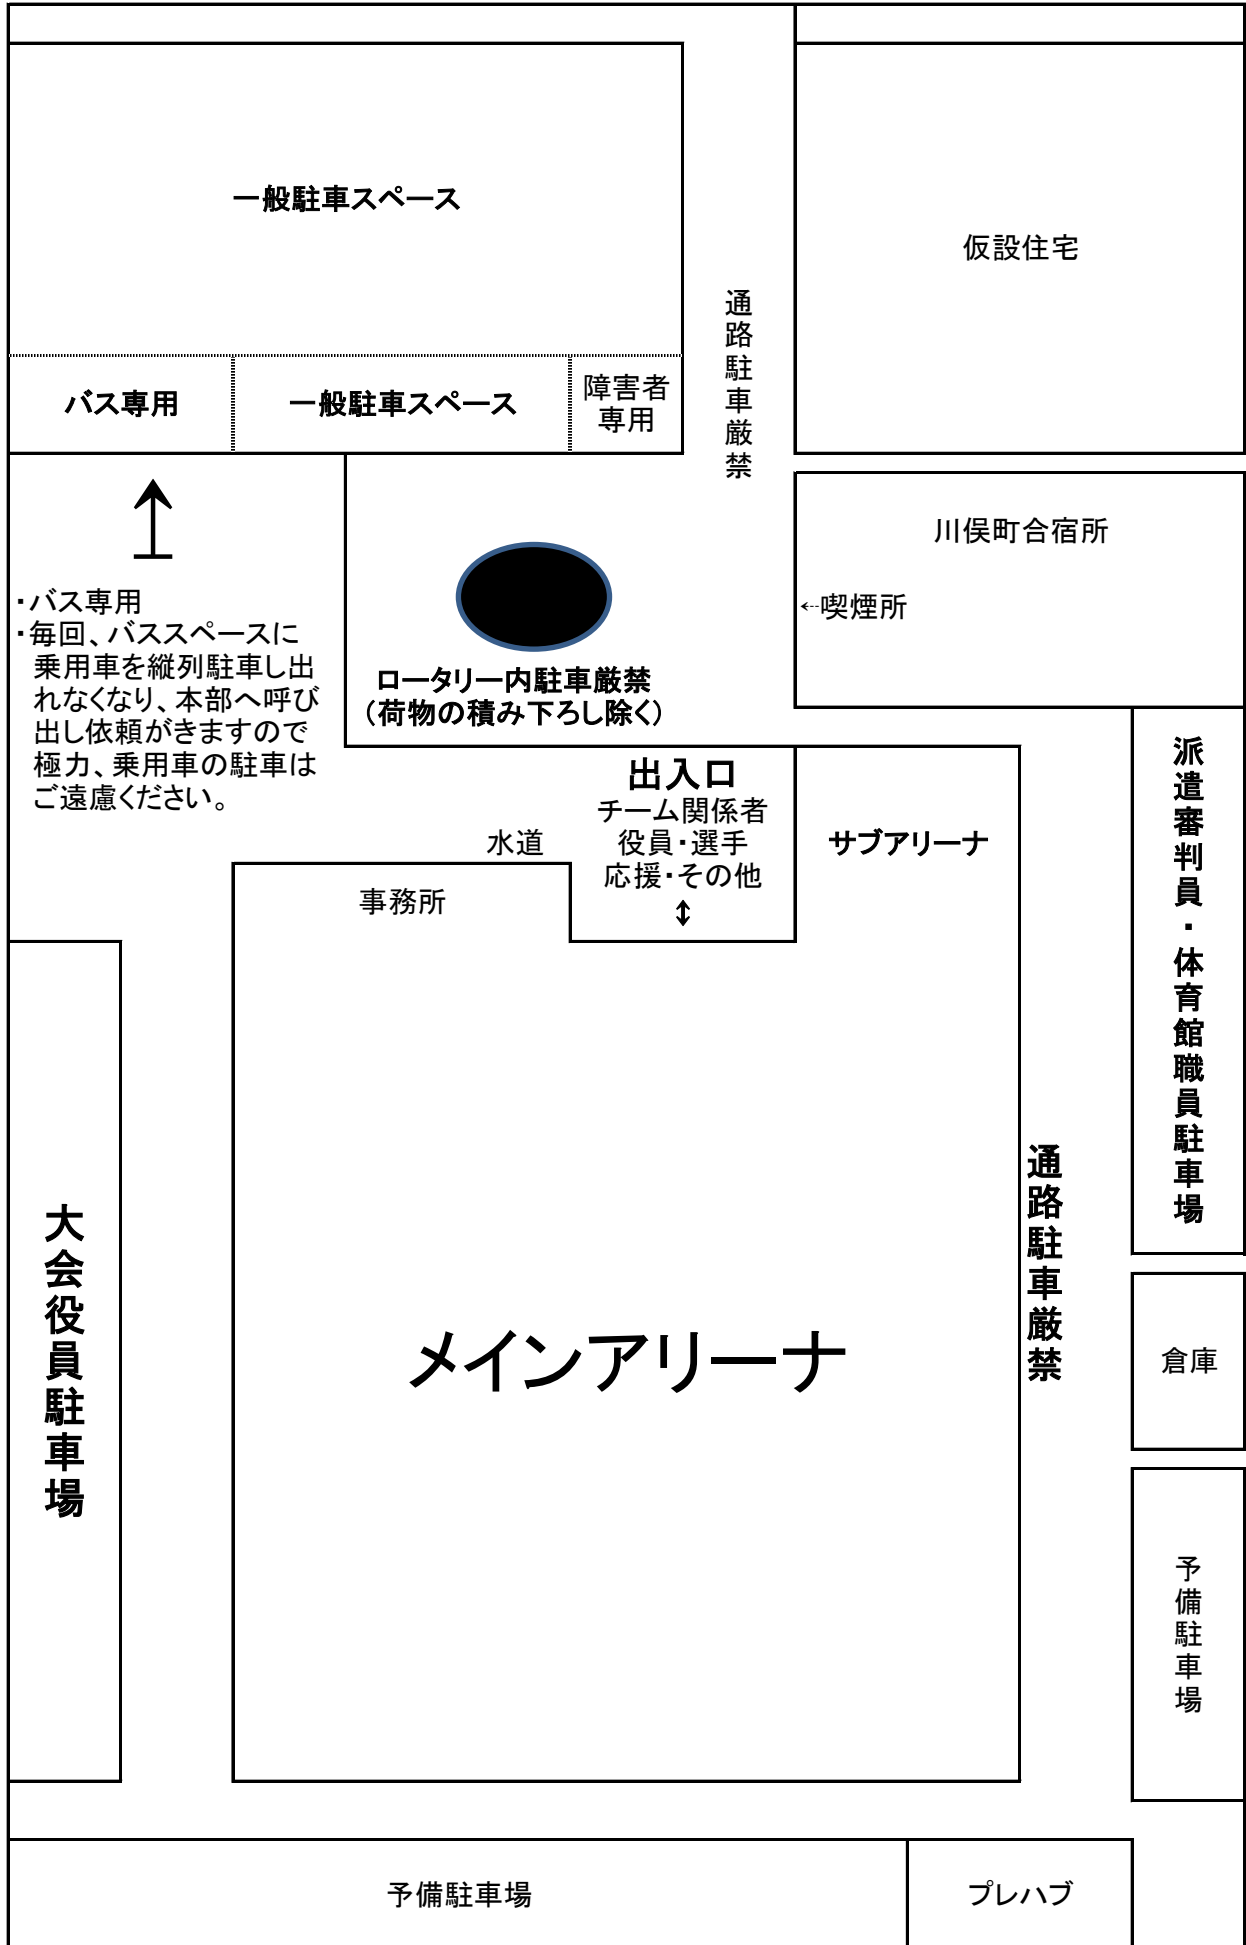 一般駐車スペース
仮設住宅
通路駐車厳禁
バス専用
一般駐車スペース
障害者
専用
川俣町合宿所
←喫煙所
・バス専用
・毎回、バススペースに
乗用車を縦列駐車し出
れなくなり、本部へ呼び
出し依頼がきますので
極力、乗用車の駐車は
ご遠慮ください。
ロータリー内駐車厳禁
（荷物の積み下ろし除く）
出入口
チーム関係者
役員・選手
応援・その他
水道
サブアリーナ
事務所
派遣審判員・体育館職員駐車場
大会役員駐車場
メインアリーナ
通路駐車厳禁
倉庫
予備駐車場
予備駐車場
プレハブ